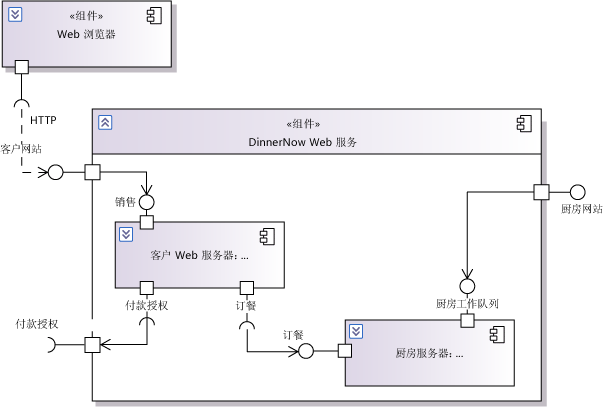 «组件»
Web 浏览器
HTTP
客户网站
«组件»
DinnerNow Web 服务
销售
厨房网站
客户 Web 服务器: ...
付款授权
订餐
厨房工作队列
付款授权
订餐
厨房服务器: ...